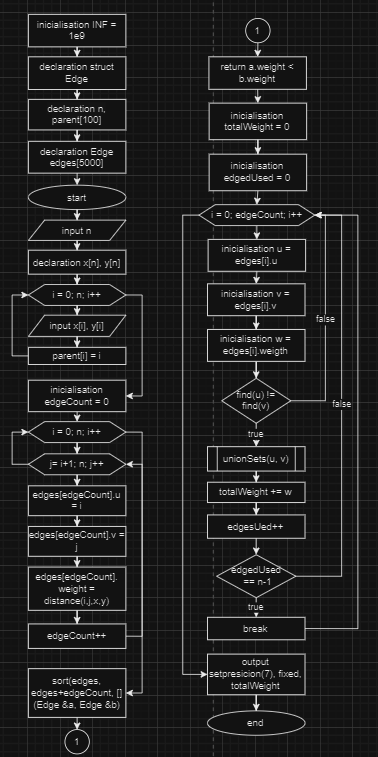 inicialisation INF =
1e9
declaration struct
Edge
declaration n,
parent[100]
declaration Edge
edges[5000]
start
input n
declaration x[n], y[n]
i = 0; n; i++
input x[i], y[i]
parent[i] = i
inicialisation
edgeCount = 0
i = 0; n; i++
j= i+1; n; j++
edges[edgeCount].u
= i
edges[edgeCount].v =
j
edges[edgeCount].
weight =
distance(i,j,x,y)
edgeCount++
sort(edges,
edges+edgeCount, []
(Edge &a, Edge &b)
1
1
return a.weight <
b.weight
inicialisation
totalWeight = 0
inicialisation
edgedUsed = 0
i = 0; edgeCount; i++
inicialisation u =
edges[i].u
inicialisation v =
edges[i].v
inicialisation w =
edges[i].weigth
find(u) !=
find(v)
false
true
unionSets(u, v)
totalWeight += w
edgesUed++
edgedUsed
== n-1
false
true
break
output
setpresicion(7), fixed,
totalWeight
end